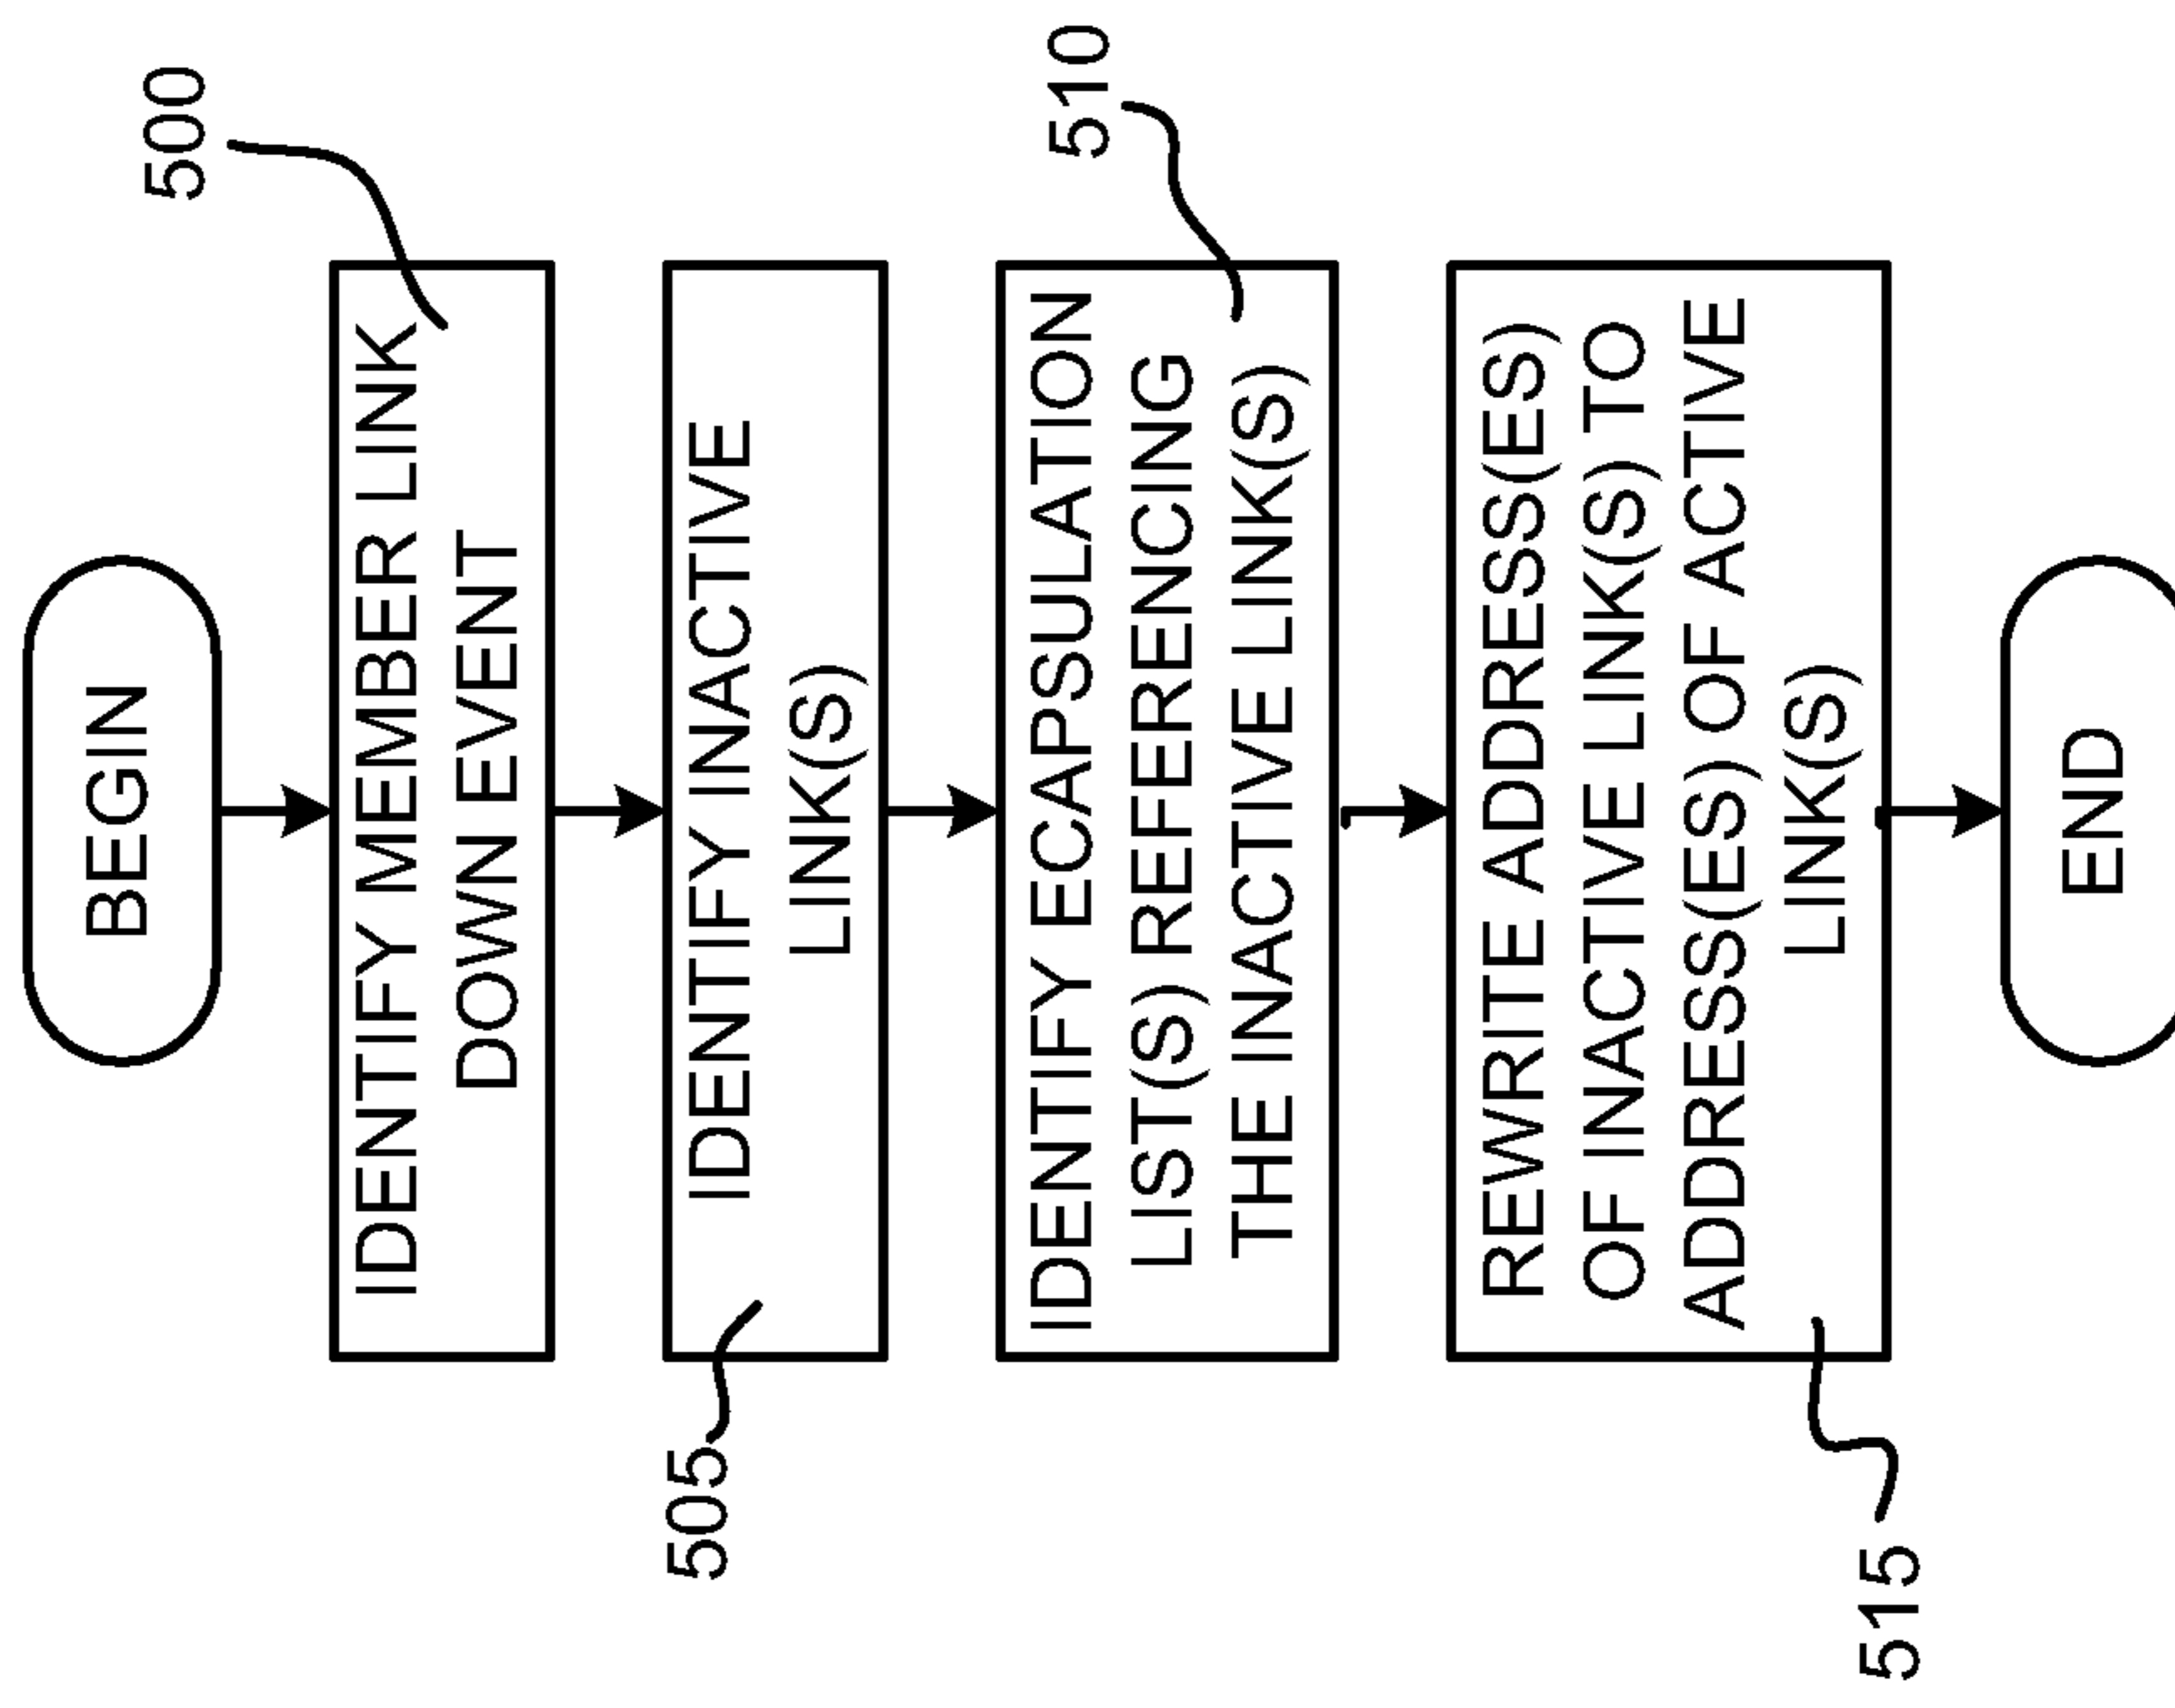 BEGIN
500
IDENTIFY MEMBER LINK
DOWN EVENT
505
IDENTIFY INACTIVE
LINK(S)
510
IDENTIFY ECAPSULATION
LIST(S) REFERENCING
THE INACTIVE LINK(S)
515
REWRITE ADDRESS(ES)
OF INACTIVE LINK(S) TO
ADDRESS(ES) OF ACTIVE
LINK(S)
END